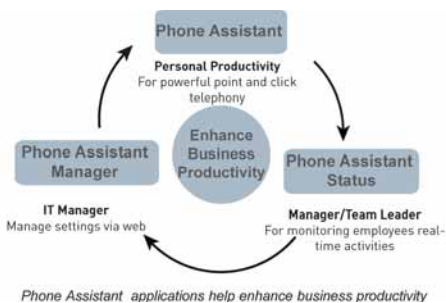 Phone Assistant
Personal Productivity
For powerful point and click
telephony
Enhance
Business
Productivity
Phone Assistant
Manager
IT Manager
Manage settings via web
Phone Assistant
Status
Manager/Team Leader
For monitoring employees real-
time activities
Phone Assistant applications help enhance business productivity